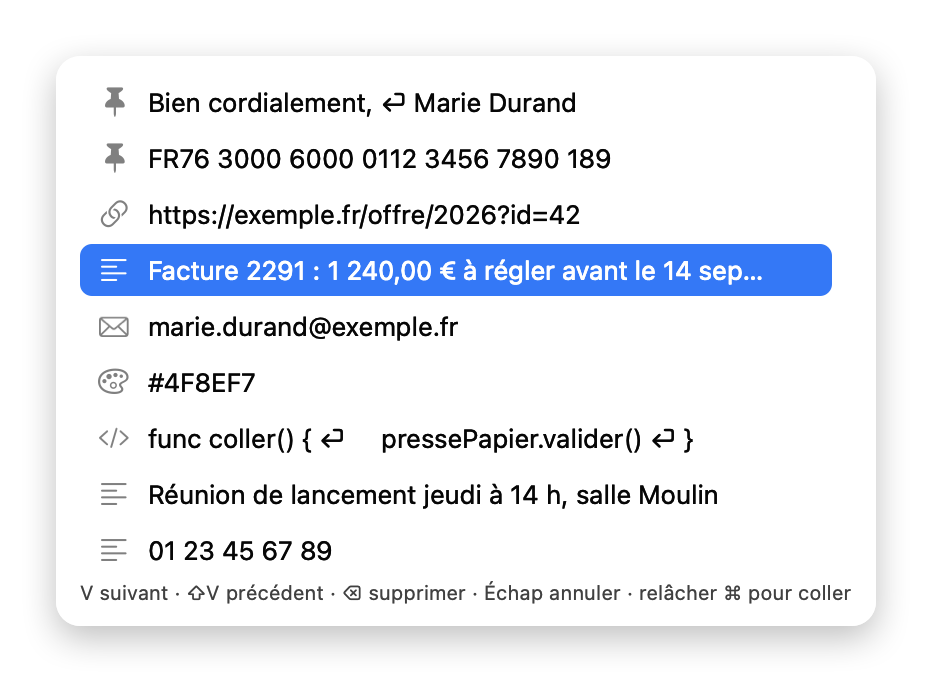 Bien cordialement, ⏎ Marie Durand
FR76 3000 6000 0112 3456 7890 189
https://exemple.fr/offre/2026?id=42
Facture 2291 : 1 240,00 € à régler avant le 14 sep...
marie.durand@exemple.fr
#4F8EF7
func coller() { ⏎     pressePapier.valider() ⏎ }
Réunion de lancement jeudi à 14 h, salle Moulin
01 23 45 67 89
V suivant · ⇧V précédent · ⌫ supprimer · Échap annuler · relâcher ⌘ pour coller